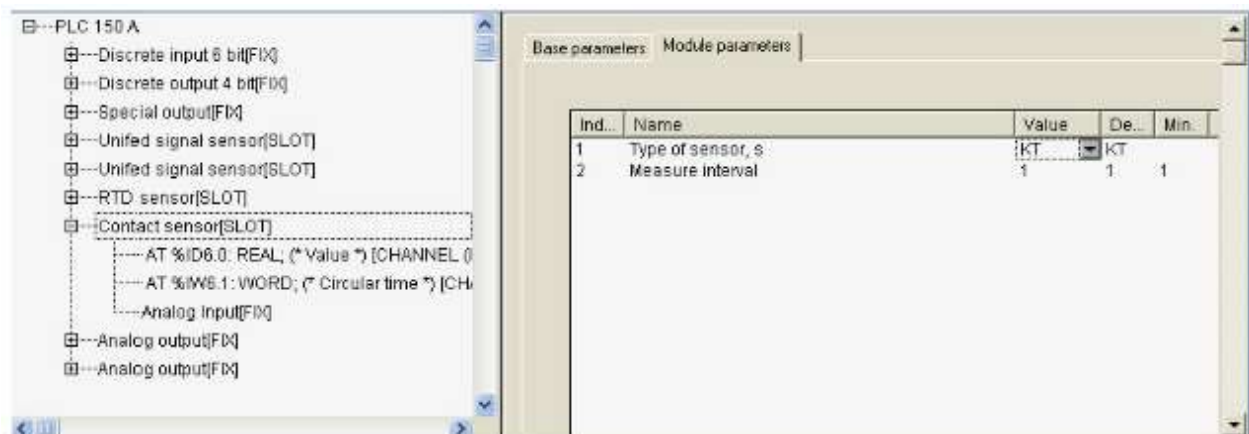 PLC 150 A
Discrete input 6 bit[FIX]
Discrete output 4 bit[FIX]
Special output[FIX]
Unifed signal sensor[SLOT]
Unifed signal sensor[SLOT]
RTD sensor[SLOT]
Contact sensor[SLOT]
AT %ID6.0: REAL; (* Value *) [CHANNEL (I
AT %IW6.1: WORD; (* Circular time *) [CHA
Analog Input[FIX]
Analog output[FIX]
Analog output[FIX]
Base parameters Module parameters
Ind... Name Value De... Min.
1 Type of sensor, s KT KT
2 Measure interval 1 1 1